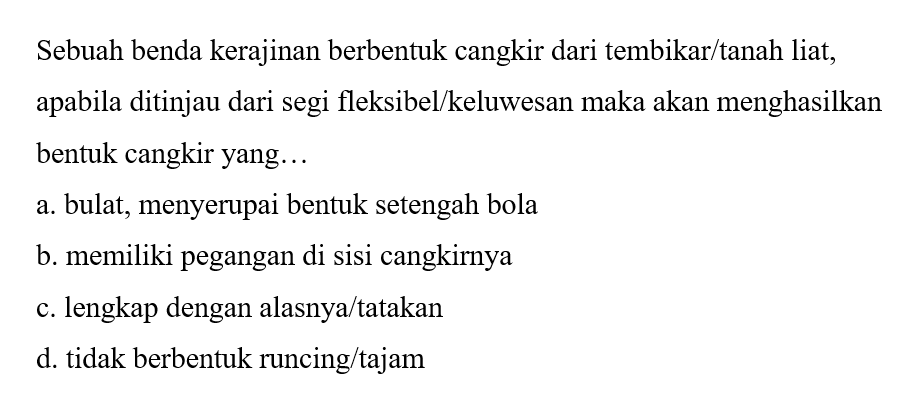 Sebuah benda kerajinan berbentuk cangkir dari tembikar/tanah liat,
apabila ditinjau dari segi fleksibel/keluwesan maka akan menghasilkan
bentuk cangkir yang…
a. bulat, menyerupai bentuk setengah bola
b. memiliki pegangan di sisi cangkirnya
c. lengkap dengan alasnya/tatakan
d. tidak berbentuk runcing/tajam